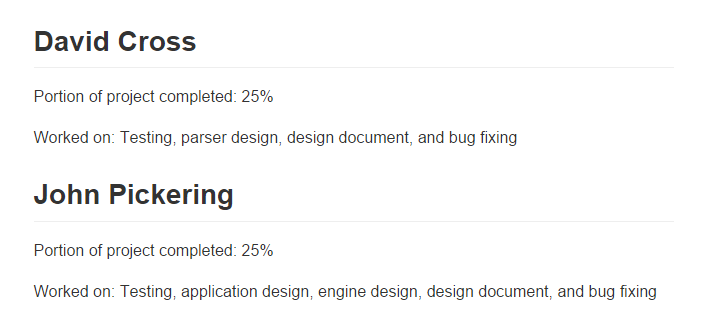 David Cross
Portion of project completed: 25%
Worked on: Testing, parser design, design document, and bug fixing
John Pickering
Portion of project completed: 25%
Worked on: Testing, application design, engine design, design document, and bug fixing